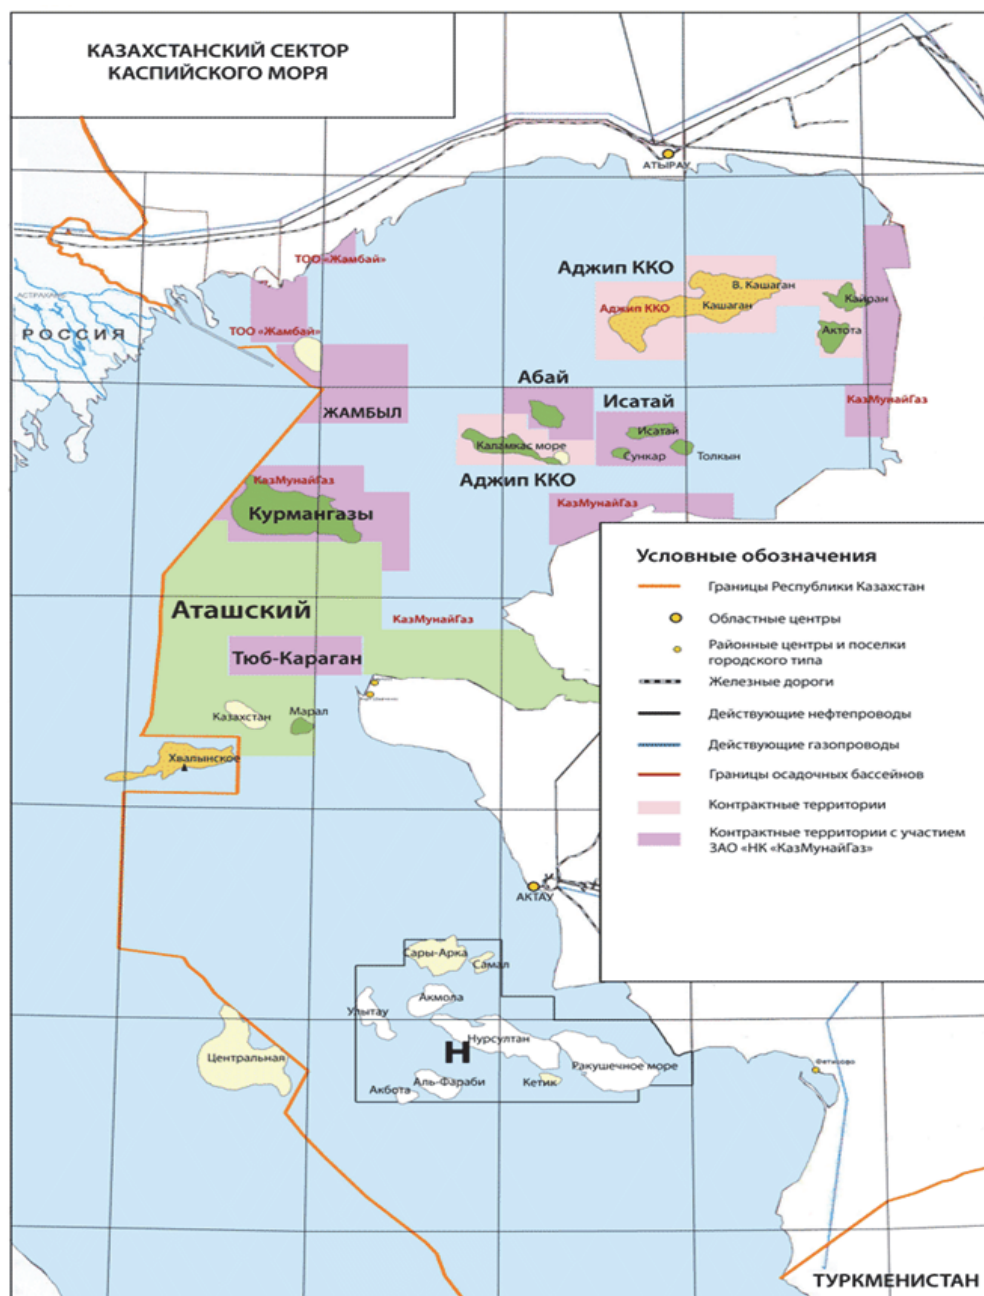 КАЗАХСТАНСКИЙ СЕКТОР
КАСПИЙСКОГО МОРЯ
АТЫРАУ
ТОО «Жамбай»
Аджип ККО
В. Кашаган
Кайран
Аджип ККО
Кашаган
АСТРАХАНЬ
РОССИЯ
ТОО «Жамбай»
Актота
Абай
Исатай
КазМунайГаз
ЖАМБЫЛ
Исатай
Каламкас море
Сункар
Толкын
Аджип ККО
КазМунайГаз
КазМунайГаз
Курмангазы
Аташский
КазМунайГаз
Тюб-Караган
Казахстан
Марал
Хвалынское
Условные обозначения
Границы Республики Казахстан
Областные центры
Районные центры и поселки
городского типа
Железные дороги
Действующие нефтепроводы
Действующие газопроводы
Границы осадочных бассейнов
Контрактные территории
Контрактные территории с участием
ЗАО «НК «КазМунайГаз»
АКТАУ
Сары-Арка
Самал
Акмола
Улытау
Нурсултан
Н
Центральная
Ракушечное море
Аль-Фараби
Кетик
Акбота
Фетисово
ТУРКМЕНИСТАН